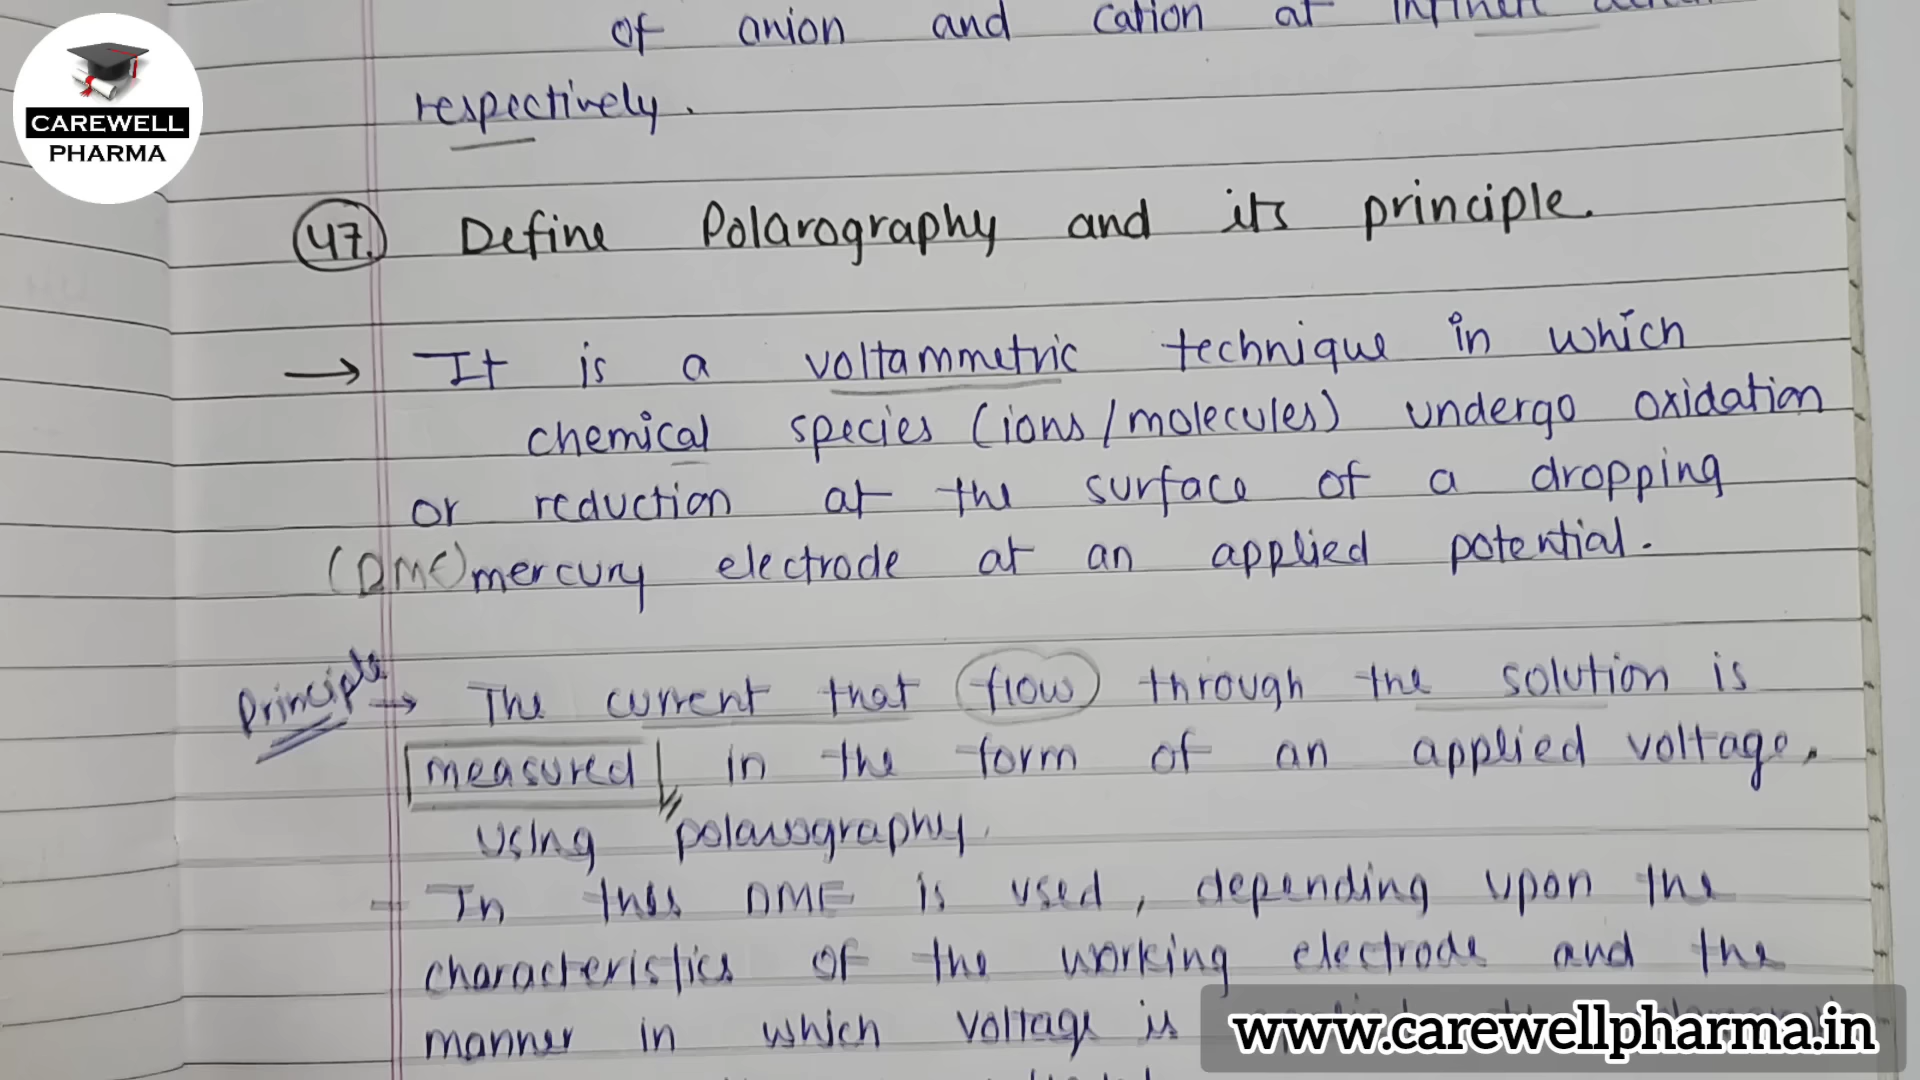 of anion and cation at
respectively.
CAREWELL
PHARMA
47. Define Polarography and its principle.
→ It is a voltammetric technique in which
chemical species (ions/molecules) undergo oxidation
or reduction at the surface of a dropping
(DME) mercury electrode at an applied potential.
Principle → The current that flow through the solution is
measured in the form of an applied voltage,
using polarography.
In this DME is used, depending upon the
characteristics of the working electrode and the
manner in which voltage is
www.carewellpharma.in